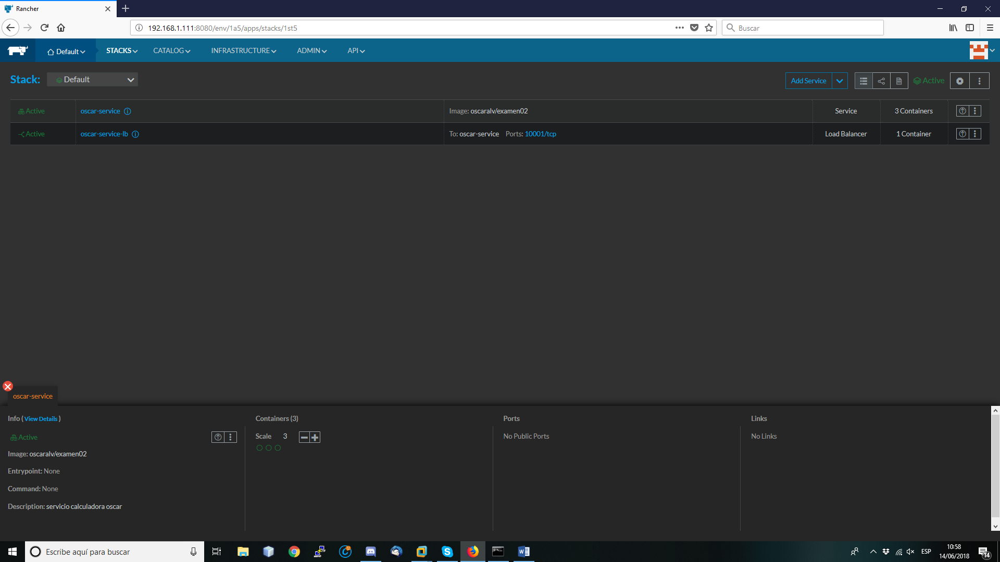 Rancher
192.168.1.111:8080/env/1a5/apps/stacks/1st5
Buscar
Default STACKS CATALOG INFRASTRUCTURE ADMIN API
Stack: Default Add Service Active
Active oscar-service Image: oscaralv/examen02 Service 3 Containers
Active oscar-service-lb To: oscar-service Ports: 10001/tcp Load Balancer 1 Container
oscar-service
Info ( View Details ) Containers (3) Ports Links
Active Scale 3 No Public Ports No Links
Image: oscaralv/examen02
Entrypoint: None
Command: None
Description: servicio calculadora oscar
Escribe aquí para buscar
ESP
10:58
14/06/2018
14